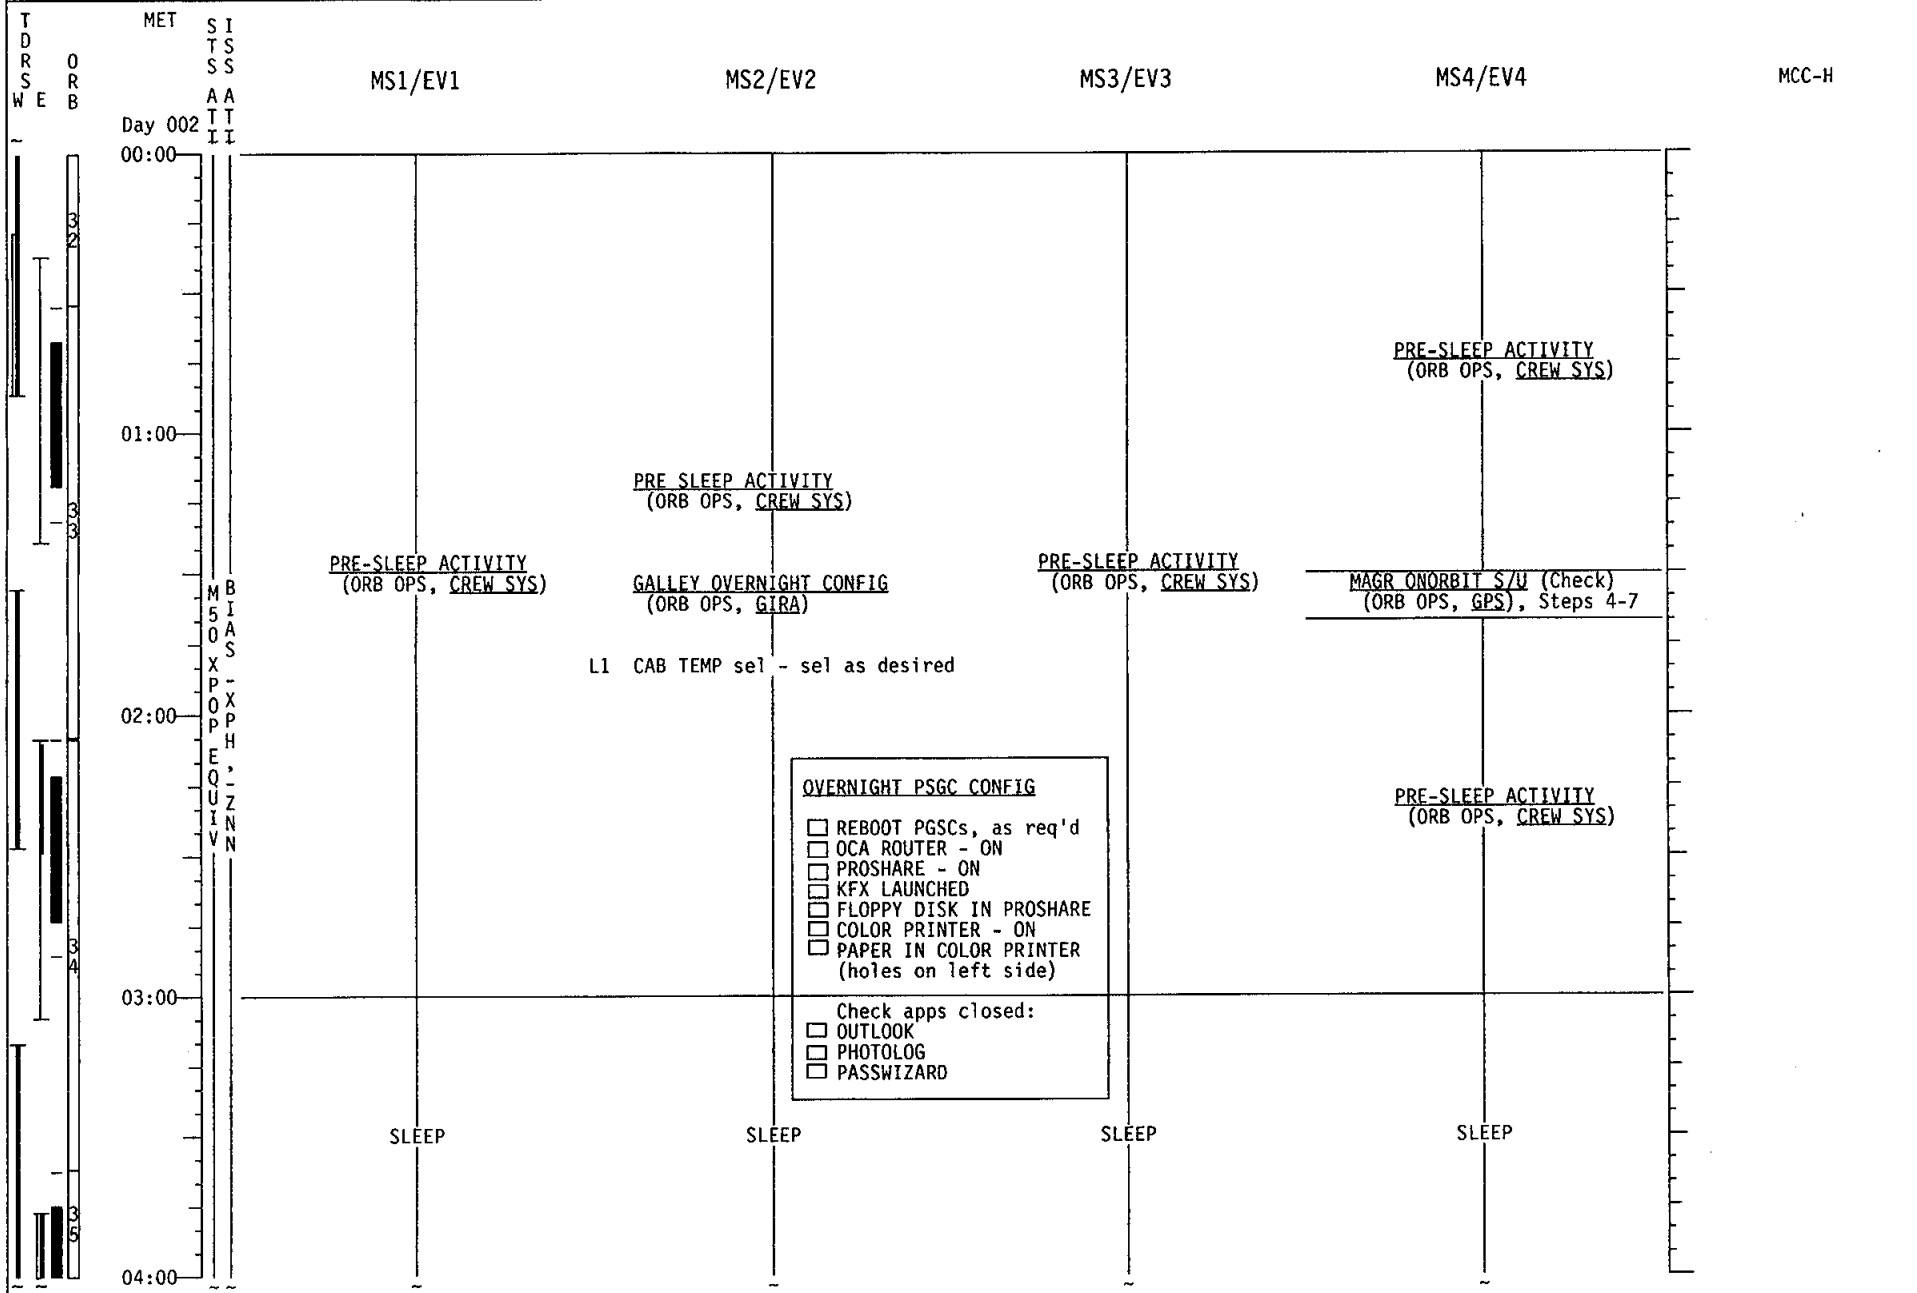 TDRS
W E
ORB
MET
STS ATT
ISS ATT
MS1/EV1
MS2/EV2
MS3/EV3
MS4/EV4
MCC-H
Day 002
00:00
32
PRE-SLEEP ACTIVITY
(ORB OPS, CREW SYS)
01:00
PRE SLEEP ACTIVITY
(ORB OPS, CREW SYS)
33
PRE-SLEEP ACTIVITY
(ORB OPS, CREW SYS)
GALLEY OVERNIGHT CONFIG
(ORB OPS, GIRA)
PRE-SLEEP ACTIVITY
(ORB OPS, CREW SYS)
MAGR ONORBIT S/U (Check)
(ORB OPS, GPS), Steps 4-7
M50 XPOP EQUIV
BIAS -XPH,-ZNN
L1 CAB TEMP sel - sel as desired
02:00
OVERNIGHT PSGC CONFIG
REBOOT PGSCs, as req'd
OCA ROUTER - ON
PROSHARE - ON
KFX LAUNCHED
FLOPPY DISK IN PROSHARE
COLOR PRINTER - ON
PAPER IN COLOR PRINTER
(holes on left side)
Check apps closed:
OUTLOOK
PHOTOLOG
PASSWIZARD
PRE-SLEEP ACTIVITY
(ORB OPS, CREW SYS)
34
03:00
SLEEP
SLEEP
SLEEP
SLEEP
35
04:00